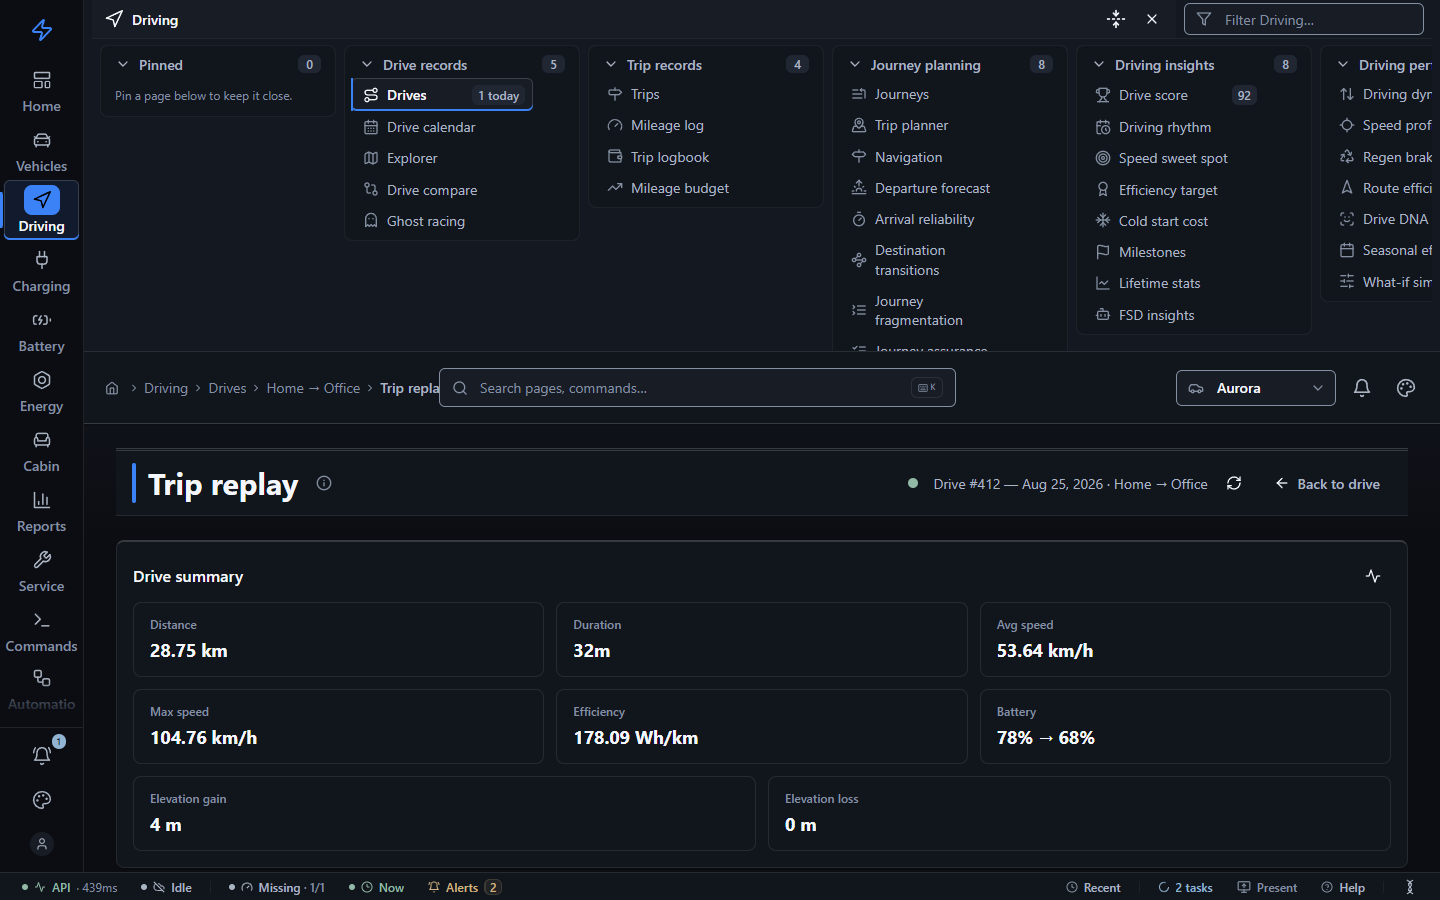 Driving
Filter Driving...
Home
Vehicles
Driving
Charging
Battery
Energy
Cabin
Reports
Service
Commands
Automatio
1
Pinned 0
Pin a page below to keep it close.
Drive records 5
Drives 1 today
Drive calendar
Explorer
Drive compare
Ghost racing
Trip records 4
Trips
Mileage log
Trip logbook
Mileage budget
Journey planning 8
Journeys
Trip planner
Navigation
Departure forecast
Arrival reliability
Destination
transitions
Journey
fragmentation
Journey assurance
Driving insights 8
Drive score 92
Driving rhythm
Speed sweet spot
Efficiency target
Cold start cost
Milestones
Lifetime stats
FSD insights
Driving per
Driving dyn
Speed prof
Regen brak
Route effici
Drive DNA
Seasonal ef
What-if sim
Driving > Drives > Home → Office > Trip repla
Search pages, commands... K
Aurora
Trip replay
Drive #412 — Aug 25, 2026 · Home → Office
Back to drive
Drive summary
Distance
28.75 km
Duration
32m
Avg speed
53.64 km/h
Max speed
104.76 km/h
Efficiency
178.09 Wh/km
Battery
78% → 68%
Elevation gain
4 m
Elevation loss
0 m
API · 439ms
Idle
Missing · 1/1
Now
Alerts 2
Recent
2 tasks
Present
Help